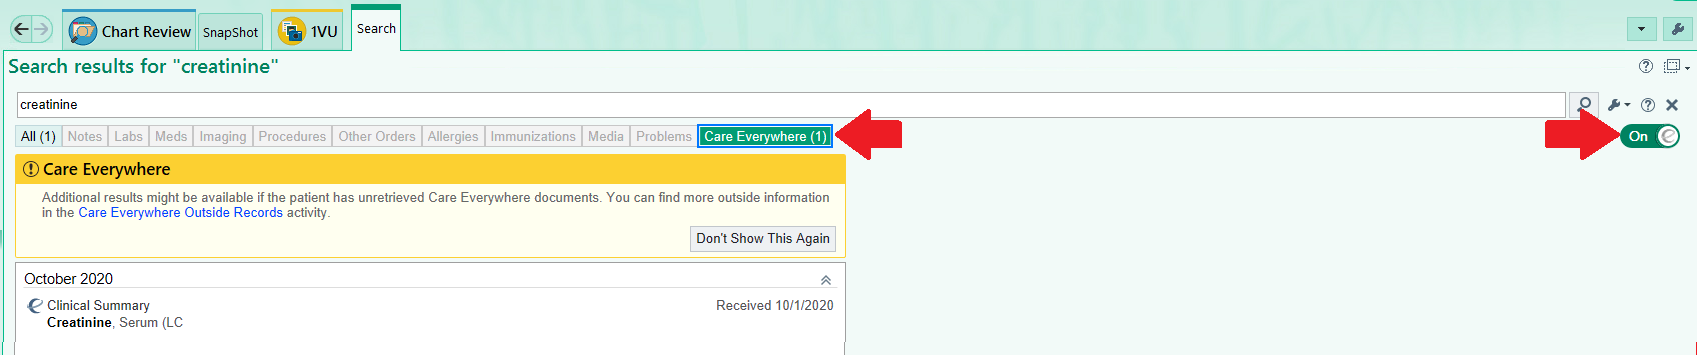 Chart Review SnapShot 1VU Search
Search results for "creatinine"
creatinine
All (1) Notes Labs Meds Imaging Procedures Other Orders Allergies Immunizations Media Problems Care Everywhere (1) On
Care Everywhere
Additional results might be available if the patient has unretrieved Care Everywhere documents. You can find more outside information
in the Care Everywhere Outside Records activity.
Don't Show This Again
October 2020
Clinical Summary Received 10/1/2020
Creatinine, Serum (LC